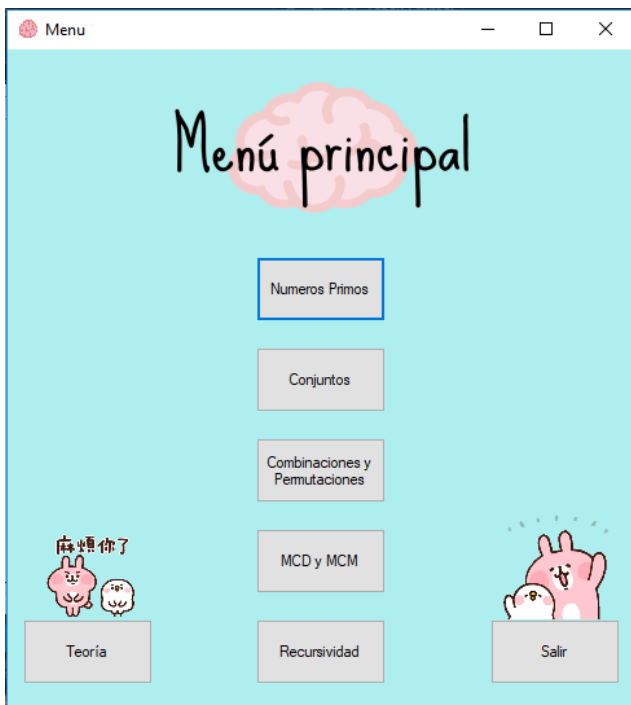 Menu
Menú principal
Numeros Primos
Conjuntos
Combinaciones y
Permutaciones
MCD y MCM
麻煩你了
Teoría
Recursividad
Salir